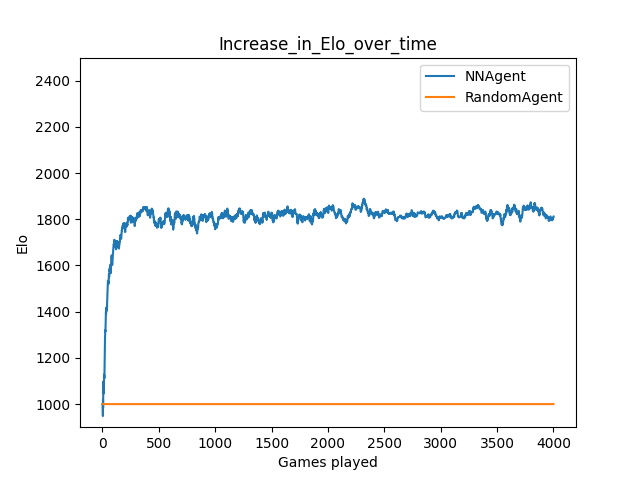 Increase_in_Elo_over_time
NNAgent
RandomAgent
2400
2200
2000
1800
1600
1400
1200
1000
Elo
0 500 1000 1500 2000 2500 3000 3500 4000
Games played